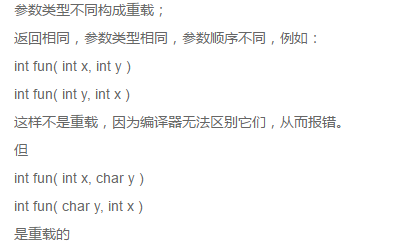 参数类型不同构成重载；
返回相同，参数类型相同，参数顺序不同，例如：
int fun( int x, int y )
int fun( int y, int x )
这样不是重载，因为编译器无法区别它们，从而报错。
但
int fun( int x, char y )
int fun( char y, int x )
是重载的